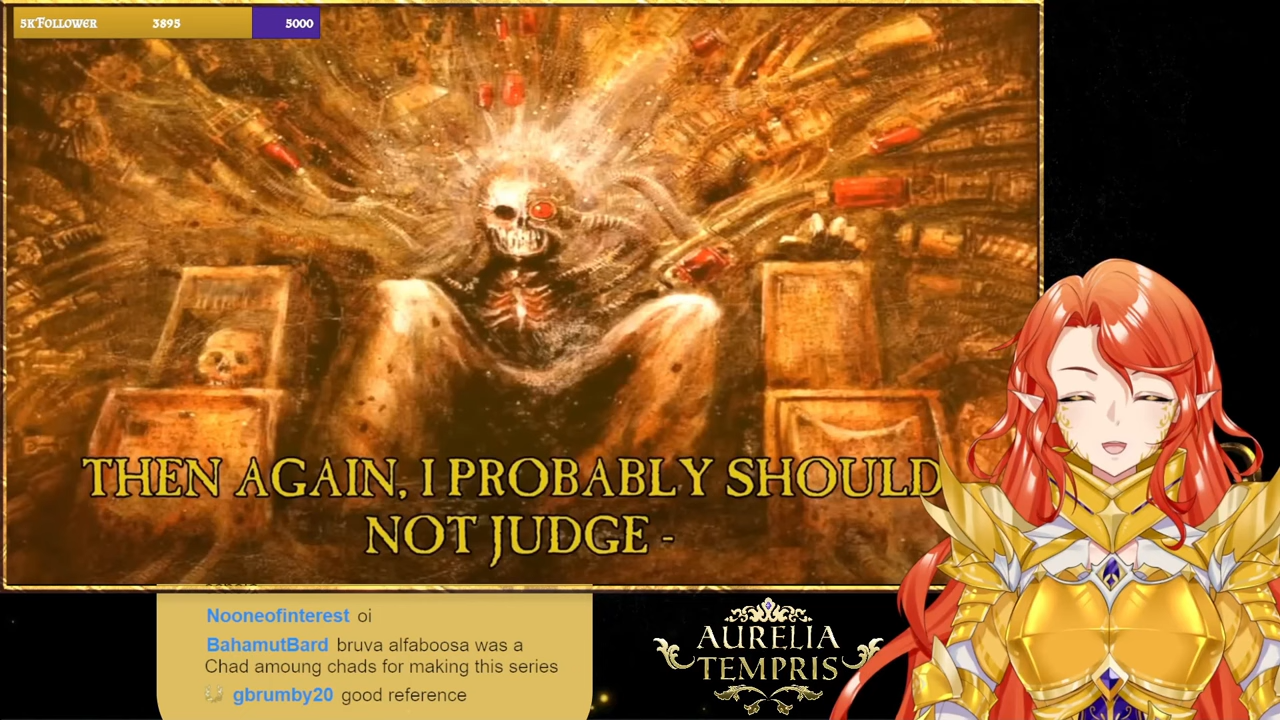 5K Follower 3895 5000
THEN AGAIN, I PROBABLY SHOULD
NOT JUDGE -
Nooneofinterest oi
BahamutBard bruva alfaboosa was a
Chad amoung chads for making this series
gbrumby20 good reference
AURELIA
TEMPRIS